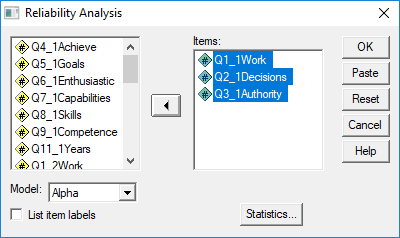 Reliability Analysis
Q4_1Achieve
Q5_1Goals
Q6_1Enthusiastic
Q7_1Capabilities
Q8_1Skills
Q9_1Competence
Q11_1Years
Q1_2Work
Items:
Q1_1Work
Q2_1Decisions
Q3_1Authority
OK
Paste
Reset
Cancel
Help
Model:
Alpha
List item labels
Statistics...